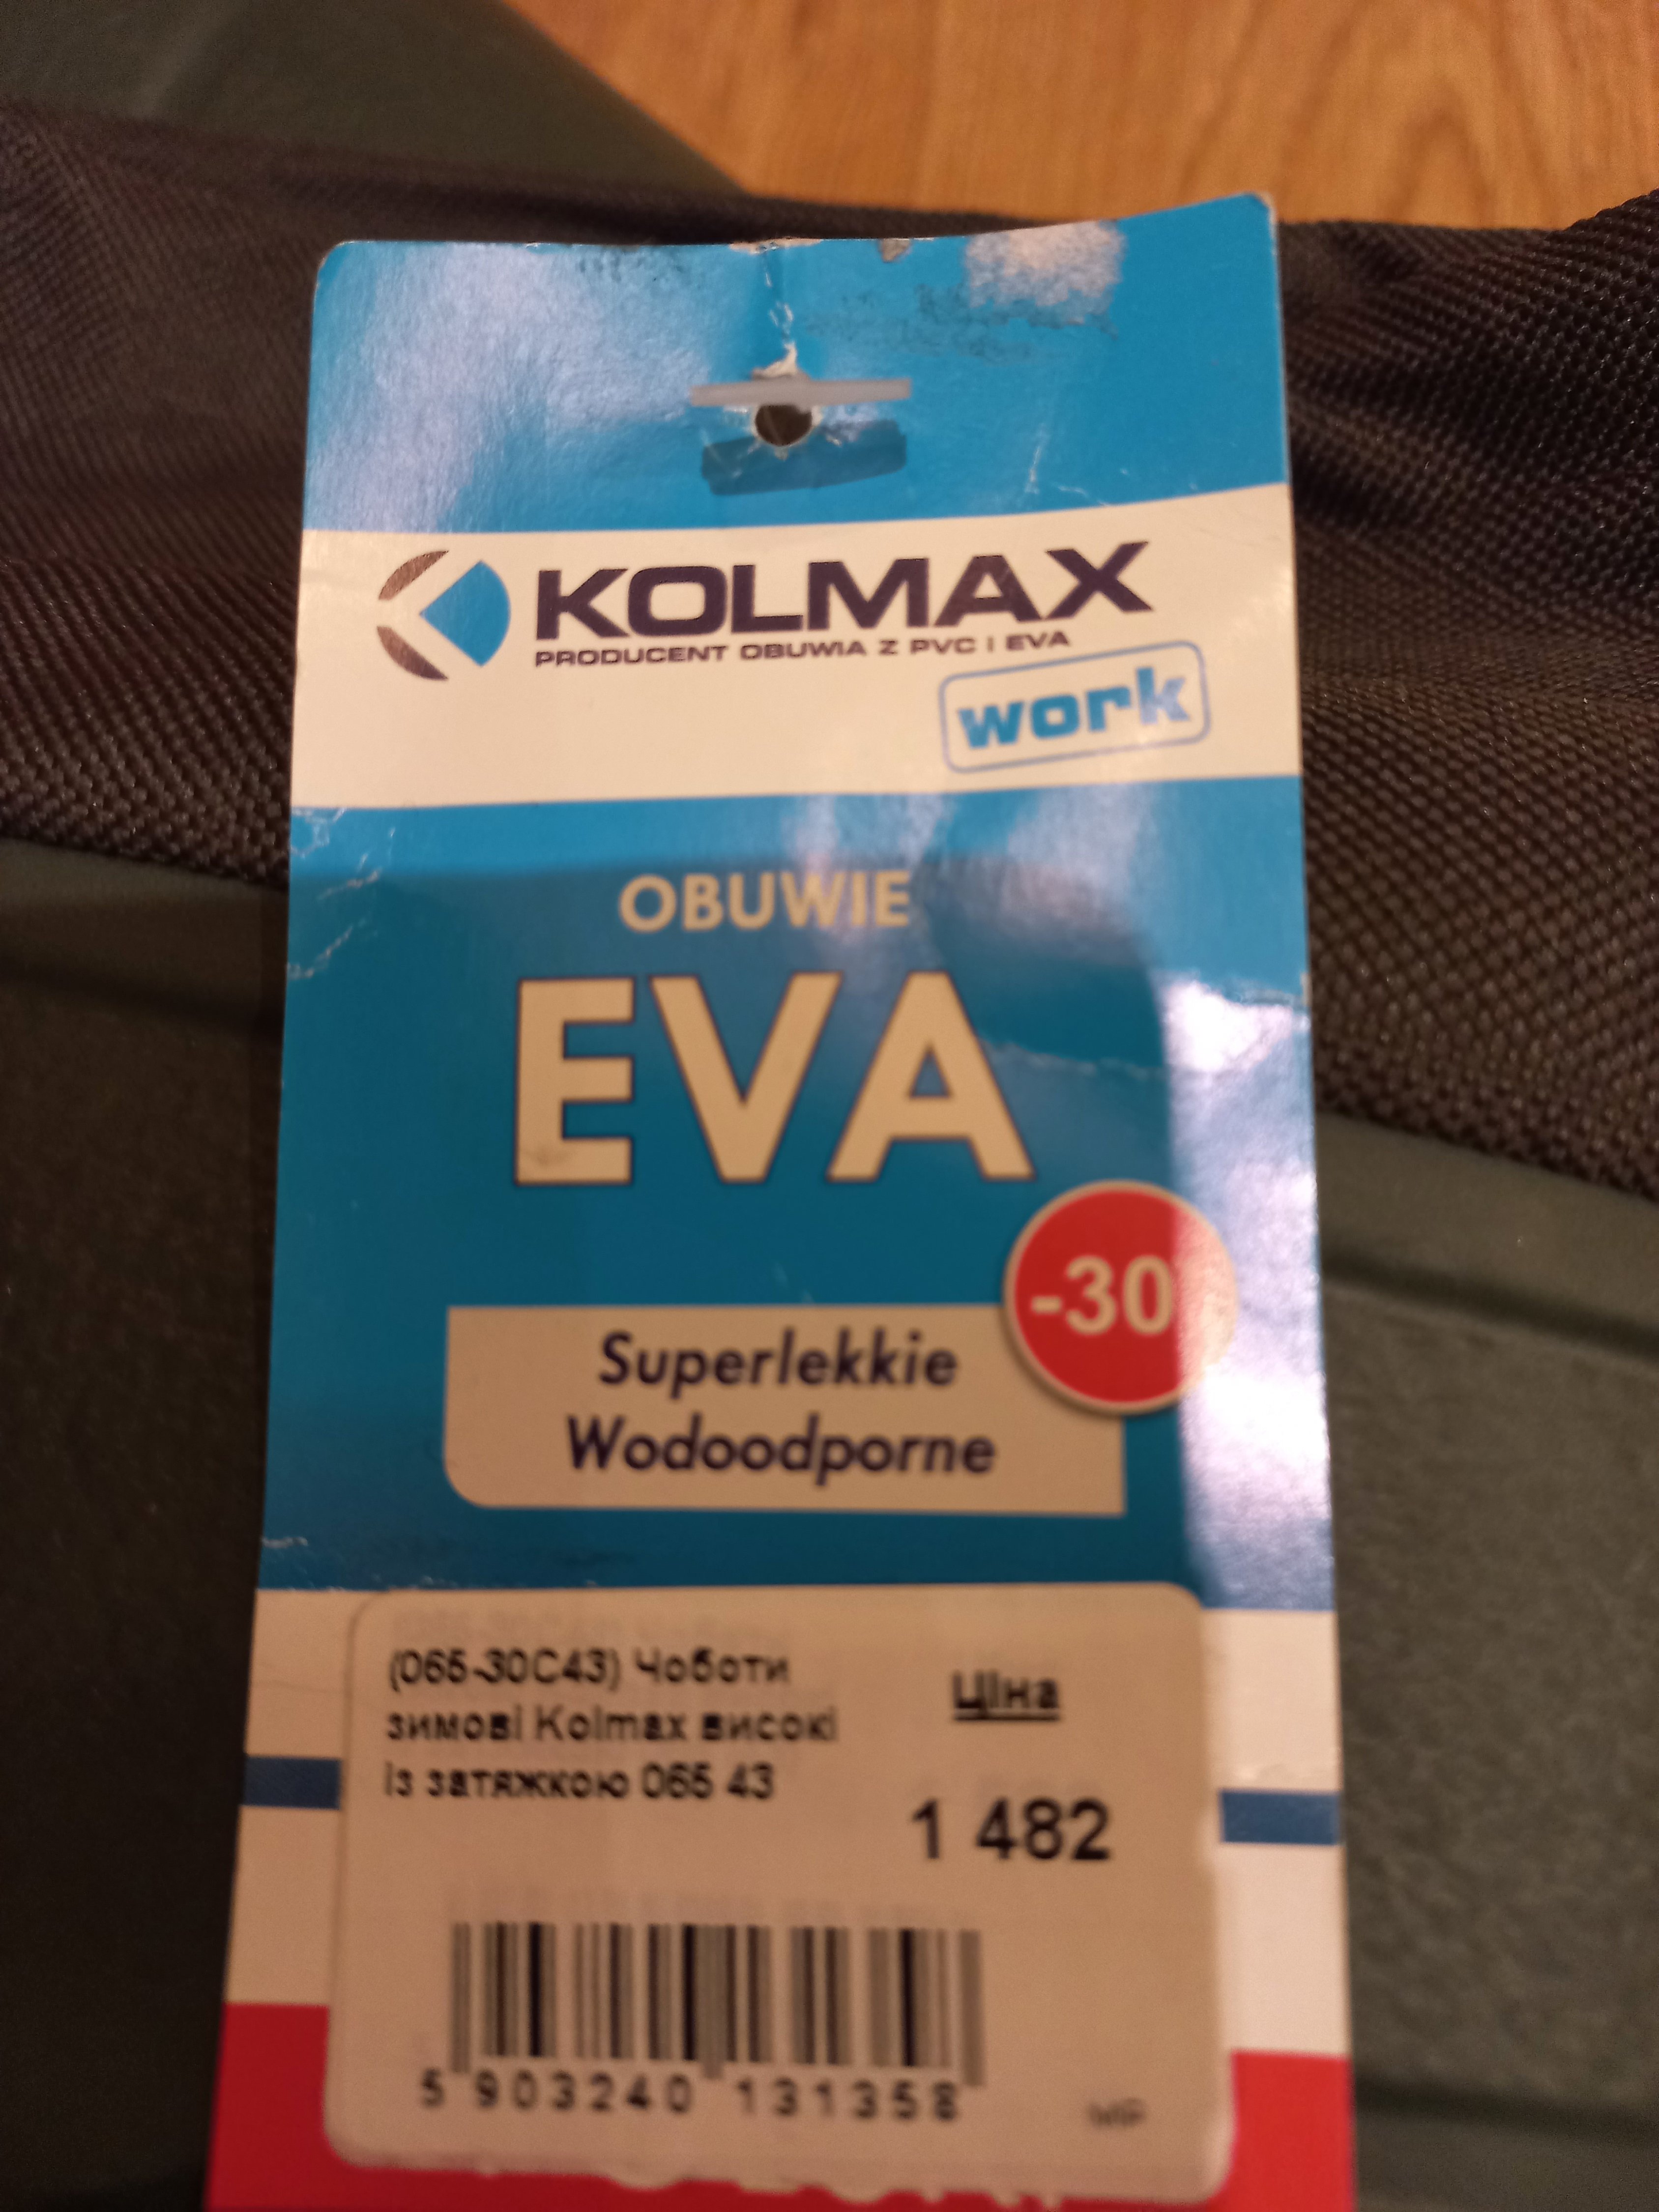 KOLMAX
PRODUCENT OBUWIA Z PVC I EVA
work
OBUWIE
EVA
-30
Superlekkie
Wodoodporne
(065-30C43) Чоботи
зимові Kolmax високі
із затяжкою 065 43
Ціна
1 482
5 903240 131358